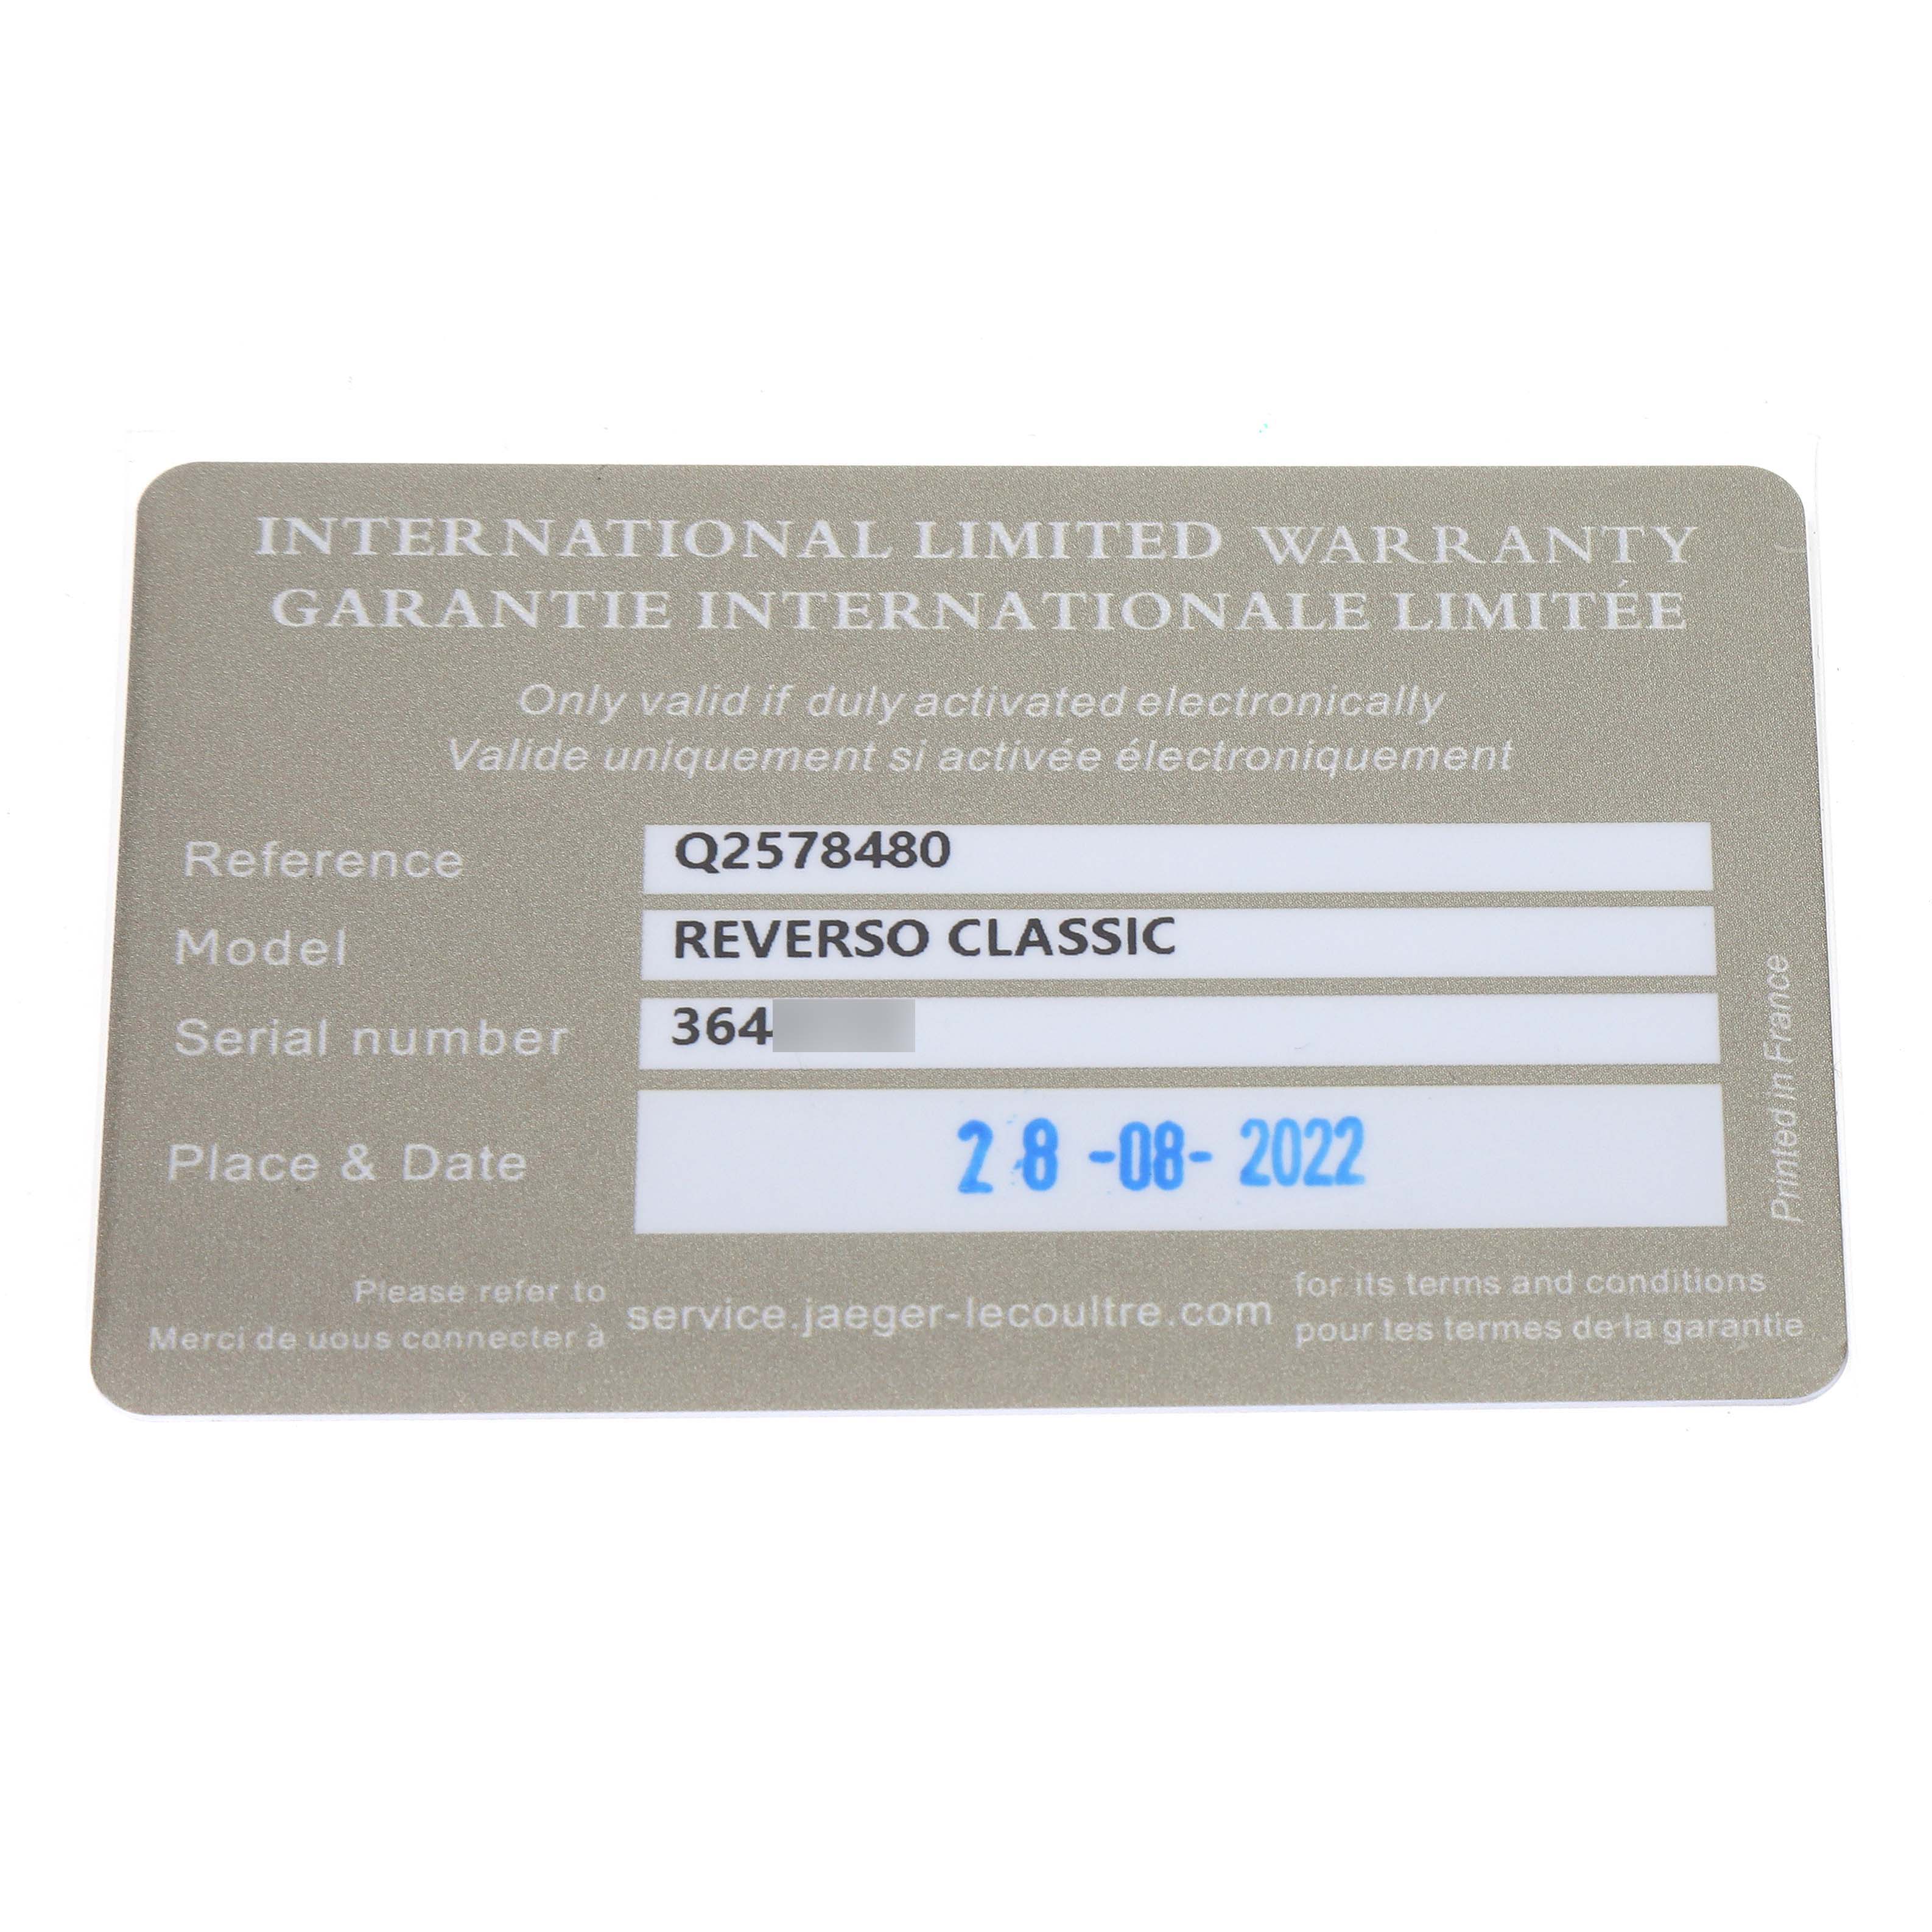 INTERNATIONAL LIMITED WARRANTY
GARANTIE INTERNATIONALE LIMITÉE
Only valid if duly activated electronically
Valide uniquement si activée électroniquement
Reference Q2578480
Model REVERSO CLASSIC
Serial number 364
Place & Date 28-08-2022
Printed in France
Please refer to
Merci de uous connecter à
service.jaeger-lecoultre.com
for its terms and conditions
pour les termes de la garantie